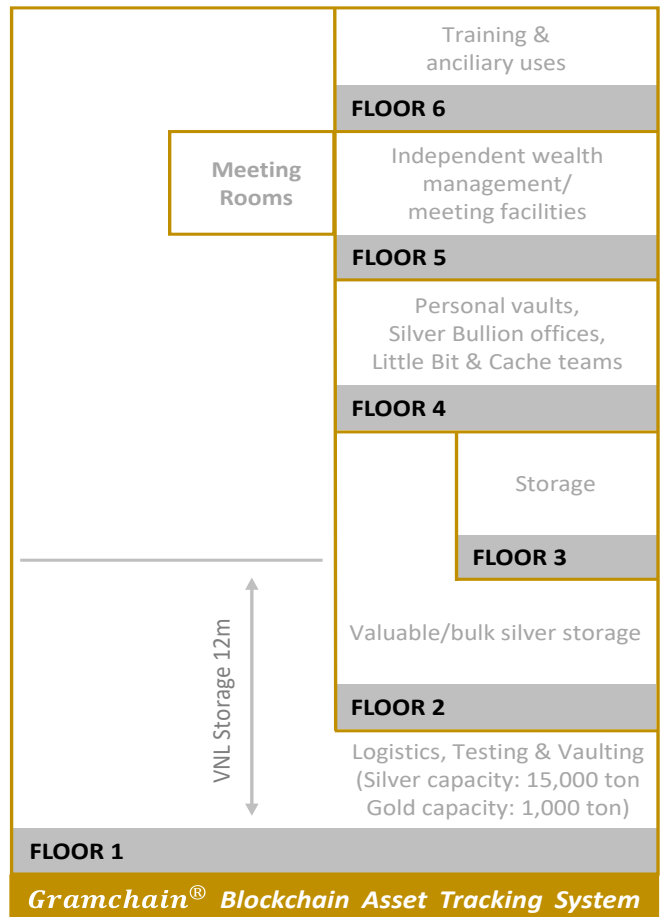 Training &
anciliary uses
FLOOR 6
Meeting
Rooms
Independent wealth
management/
meeting facilities
FLOOR 5
Personal vaults,
Silver Bullion offices,
Little Bit & Cache teams
FLOOR 4
Storage
FLOOR 3
VNL Storage 12m
Valuable/bulk silver storage
FLOOR 2
Logistics, Testing & Vaulting
(Silver capacity: 15,000 ton
Gold capacity: 1,000 ton)
FLOOR 1
Gramchain® Blockchain Asset Tracking System